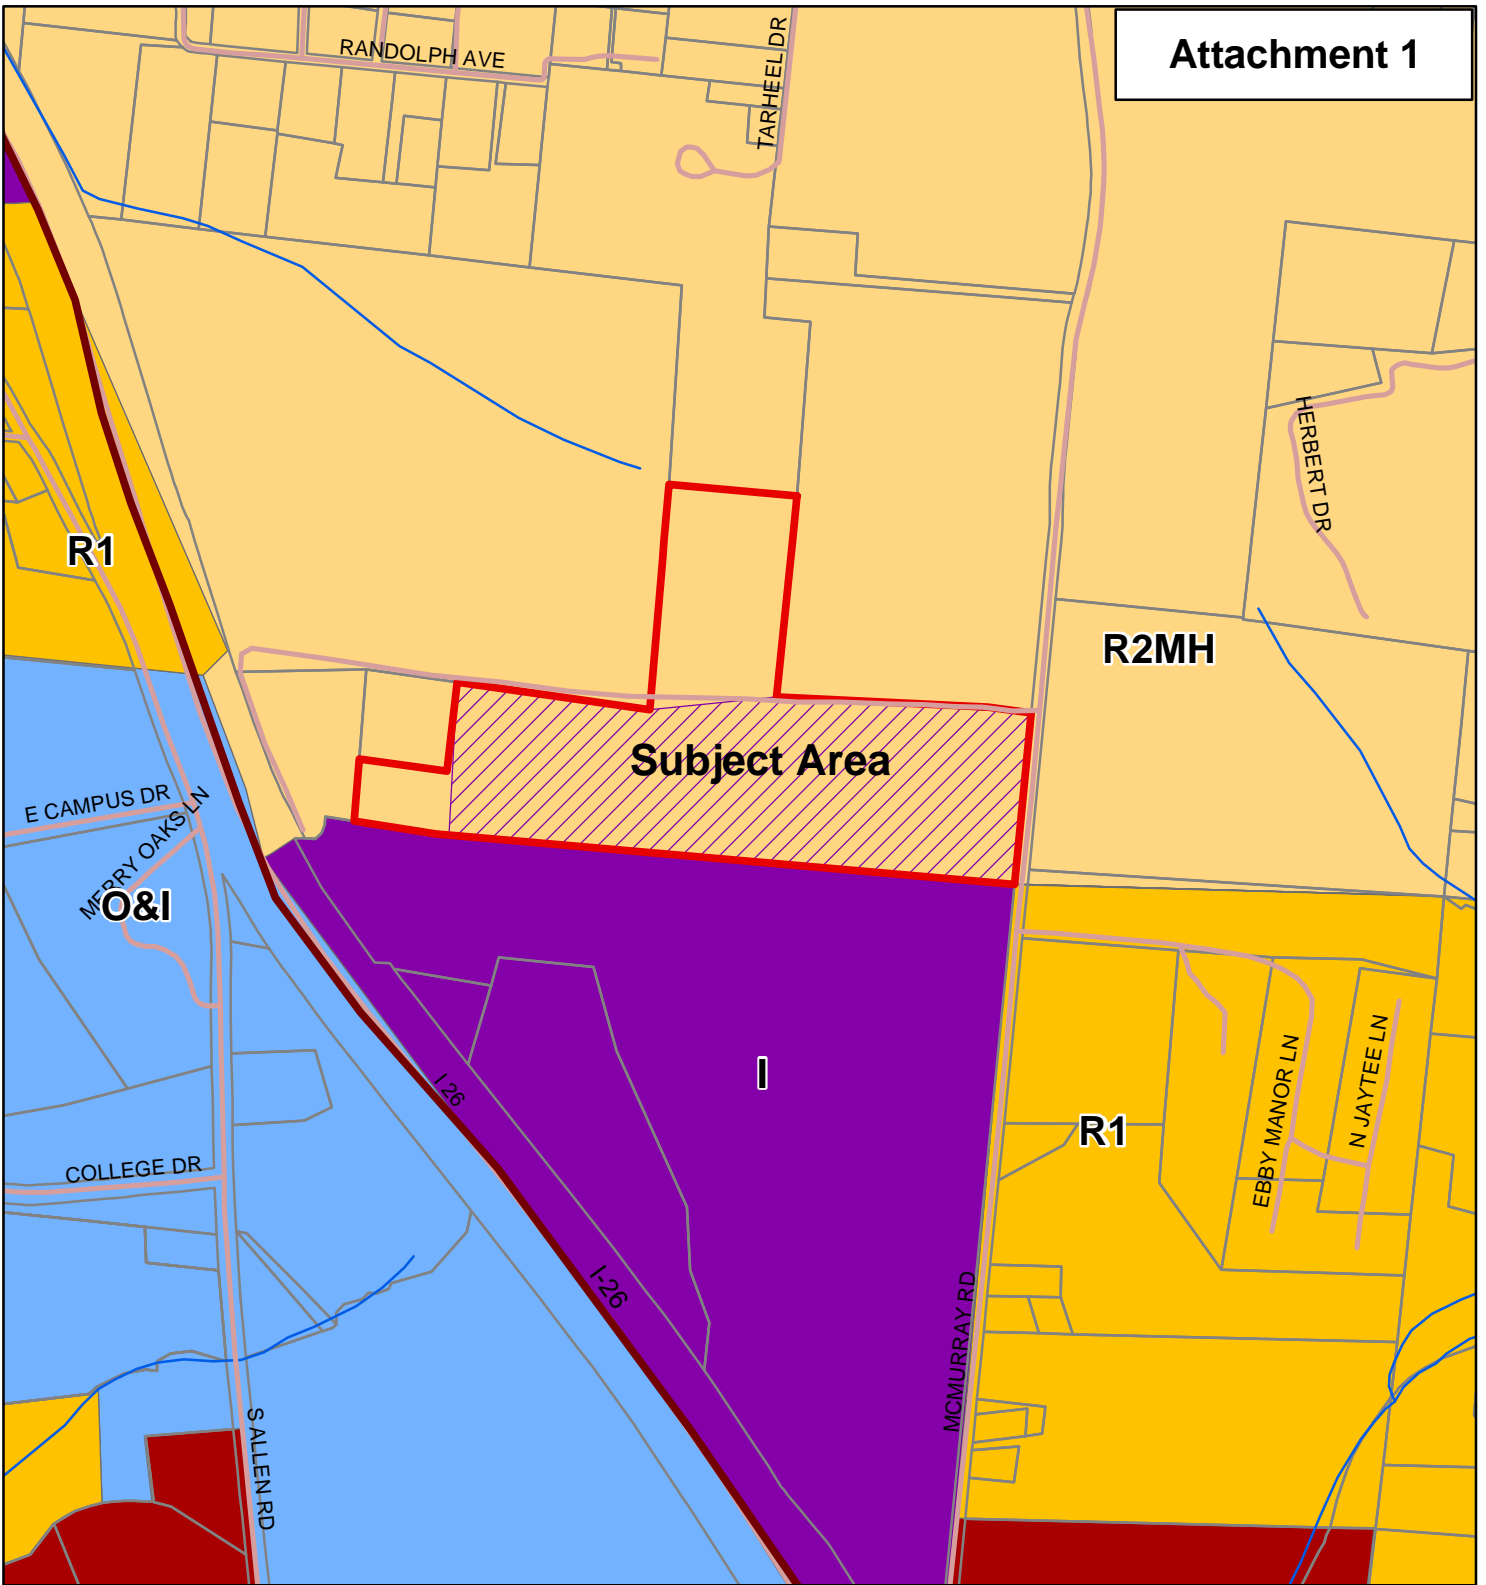 Attachment 1
RANDOLPH AVE
TARHEEL DR
HERBERT DR
R1
R2MH
Subject Area
E CAMPUS DR
MERRY OAKS LN
O&I
I 26
I
R1
EBBY MANOR LN
N JAYTEE LN
COLLEGE DR
I-26
MCMURRAY RD
S ALLEN RD